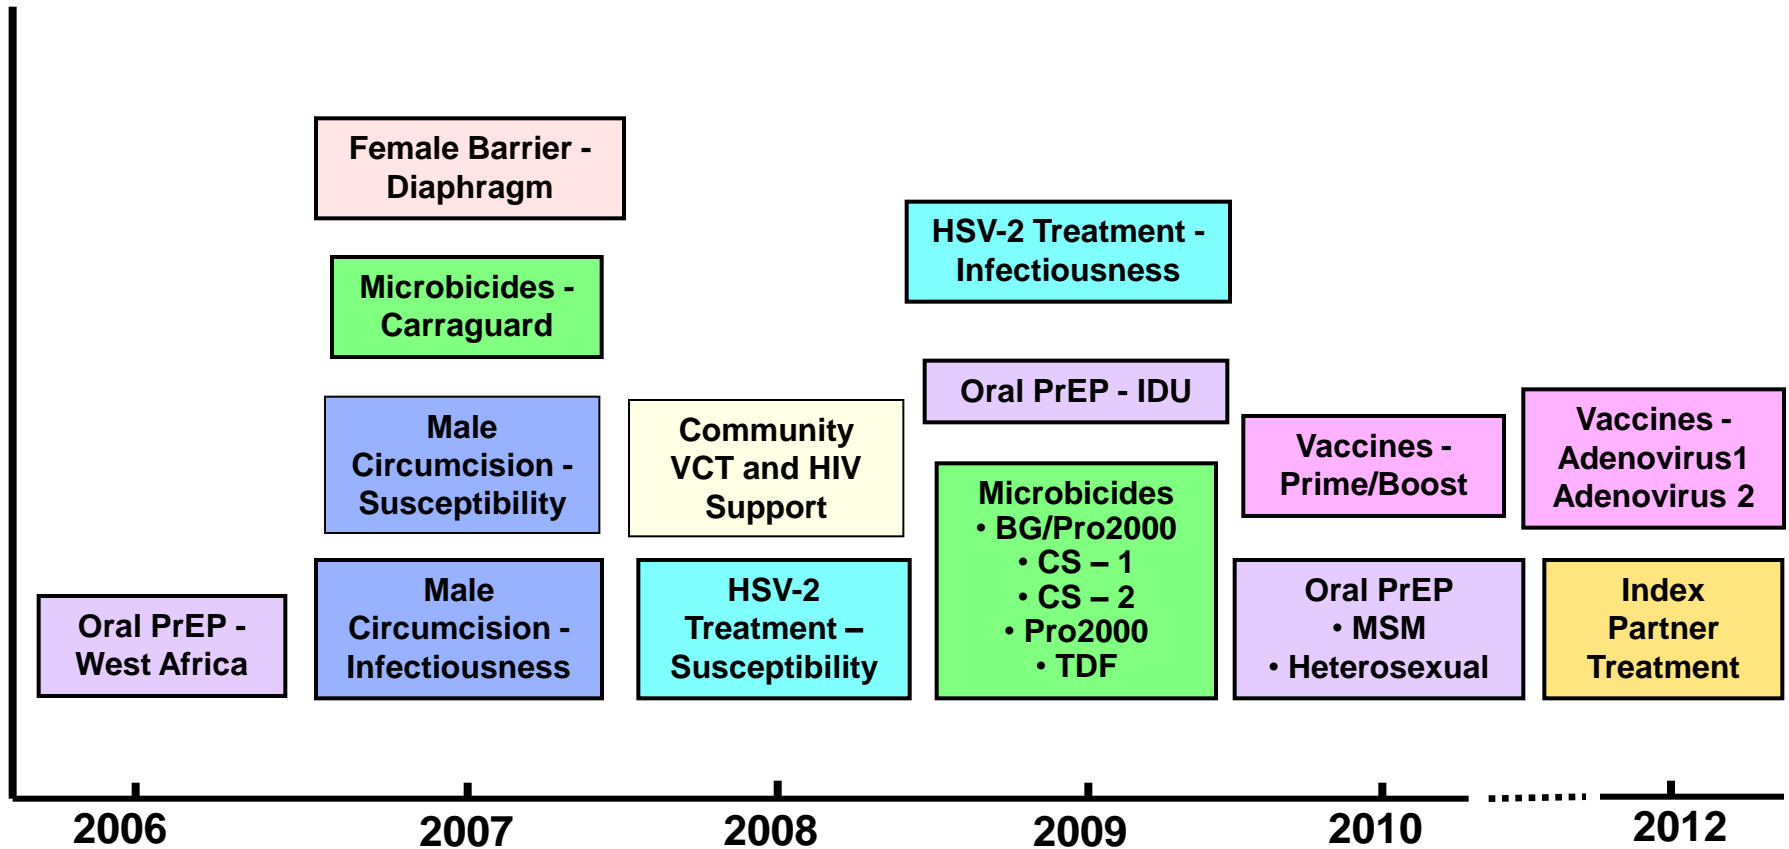 Female Barrier -
Diaphragm
Microbicides -
Carraguard
Male
Circumcision -
Susceptibility
Male
Circumcision -
Infectiousness
Oral PrEP -
West Africa
Community
VCT and HIV
Support
HSV-2
Treatment –
Susceptibility
HSV-2 Treatment -
Infectiousness
Oral PrEP - IDU
Microbicides
• BG/Pro2000
• CS – 1
• CS – 2
• Pro2000
• TDF
Vaccines -
Prime/Boost
Oral PrEP
• MSM
• Heterosexual
Vaccines -
Adenovirus1
Adenovirus 2
Index
Partner
Treatment
2006
2007
2008
2009
2010
2012